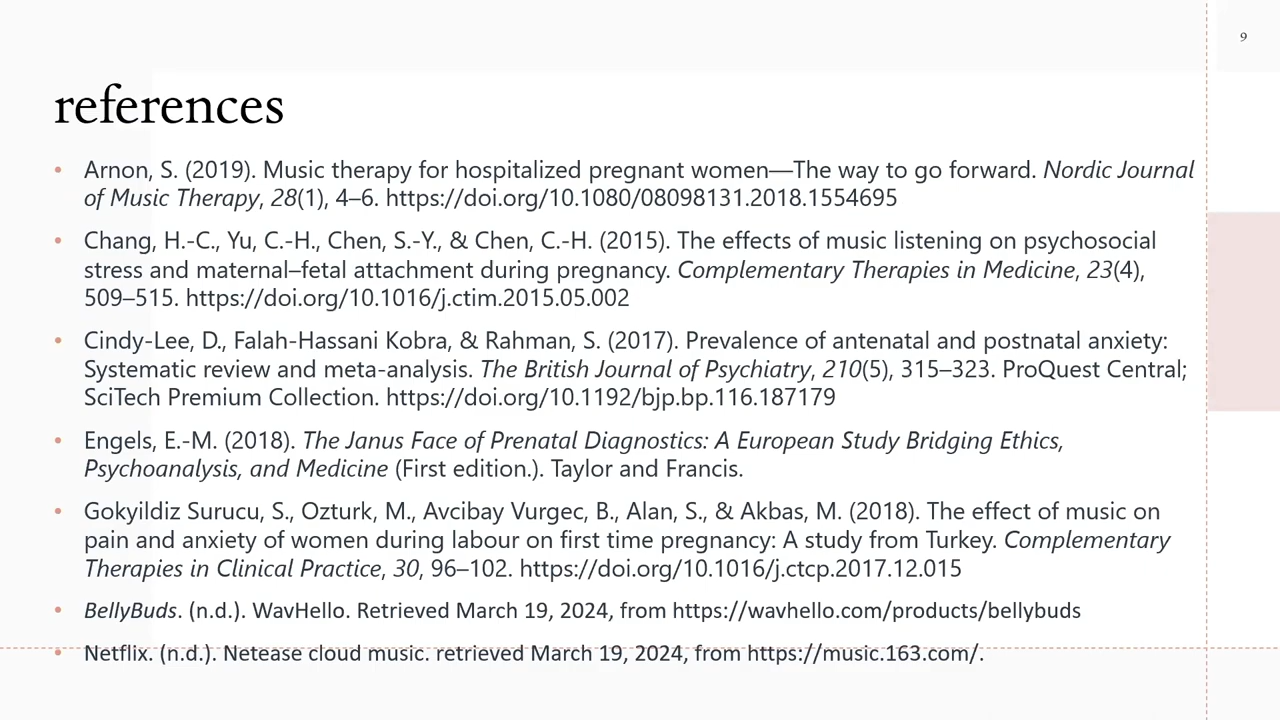 9
references
• Arnon, S. (2019). Music therapy for hospitalized pregnant women—The way to go forward. Nordic Journal
of Music Therapy, 28(1), 4–6. https://doi.org/10.1080/08098131.2018.1554695
• Chang, H.-C., Yu, C.-H., Chen, S.-Y., & Chen, C.-H. (2015). The effects of music listening on psychosocial
stress and maternal–fetal attachment during pregnancy. Complementary Therapies in Medicine, 23(4),
509–515. https://doi.org/10.1016/j.ctim.2015.05.002
• Cindy-Lee, D., Falah-Hassani Kobra, & Rahman, S. (2017). Prevalence of antenatal and postnatal anxiety:
Systematic review and meta-analysis. The British Journal of Psychiatry, 210(5), 315–323. ProQuest Central;
SciTech Premium Collection. https://doi.org/10.1192/bjp.bp.116.187179
• Engels, E.-M. (2018). The Janus Face of Prenatal Diagnostics: A European Study Bridging Ethics,
Psychoanalysis, and Medicine (First edition.). Taylor and Francis.
• Gokyildiz Surucu, S., Ozturk, M., Avcibay Vurgec, B., Alan, S., & Akbas, M. (2018). The effect of music on
pain and anxiety of women during labour on first time pregnancy: A study from Turkey. Complementary
Therapies in Clinical Practice, 30, 96–102. https://doi.org/10.1016/j.ctcp.2017.12.015
• BellyBuds. (n.d.). WavHello. Retrieved March 19, 2024, from https://wavhello.com/products/bellybuds
• Netflix. (n.d.). Netease cloud music. retrieved March 19, 2024, from https://music.163.com/.